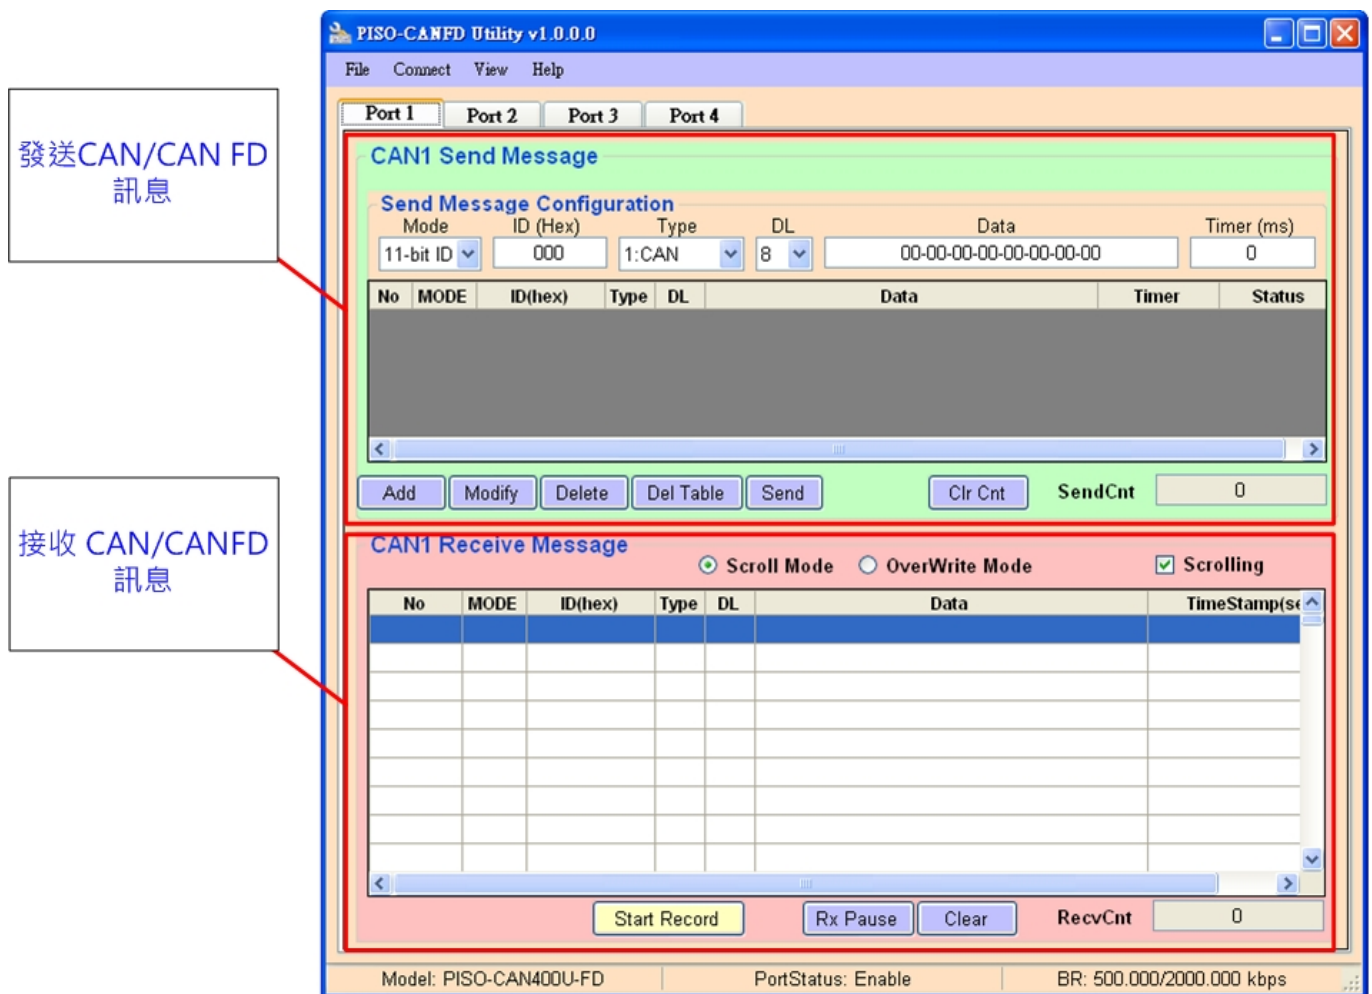 PISO-CANFD Utility v1.0.0.0
File Connect View Help
Port 1 Port 2 Port 3 Port 4
發送CAN/CAN FD
訊息
CAN1 Send Message
Send Message Configuration
Mode ID (Hex) Type DL Data Timer (ms)
11-bit ID 000 1:CAN 8 00-00-00-00-00-00-00-00 0
No MODE ID(hex) Type DL Data Timer Status
Add Modify Delete Del Table Send Clr Cnt SendCnt 0
接收 CAN/CANFD
訊息
CAN1 Receive Message
Scroll Mode OverWrite Mode Scrolling
No MODE ID(hex) Type DL Data TimeStamp(se
Start Record Rx Pause Clear RecvCnt 0
Model: PISO-CAN400U-FD PortStatus: Enable BR: 500.000/2000.000 kbps